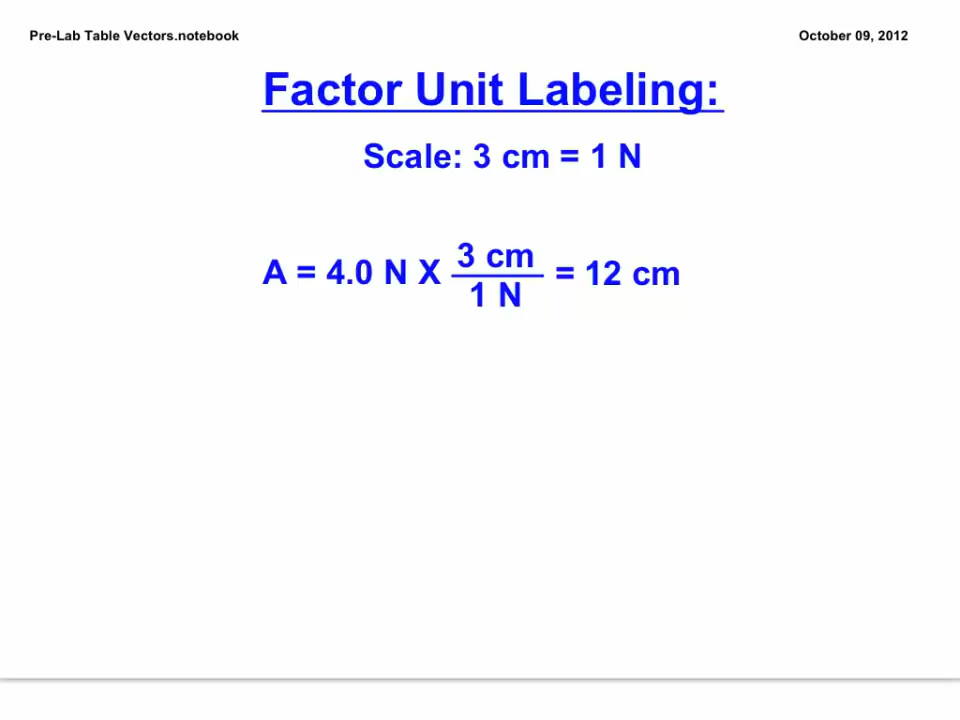 Pre-Lab Table Vectors.notebook
October 09, 2012
Factor Unit Labeling:
Scale: 3 cm = 1 N
A = 4.0 N X 3 cm / 1 N = 12 cm